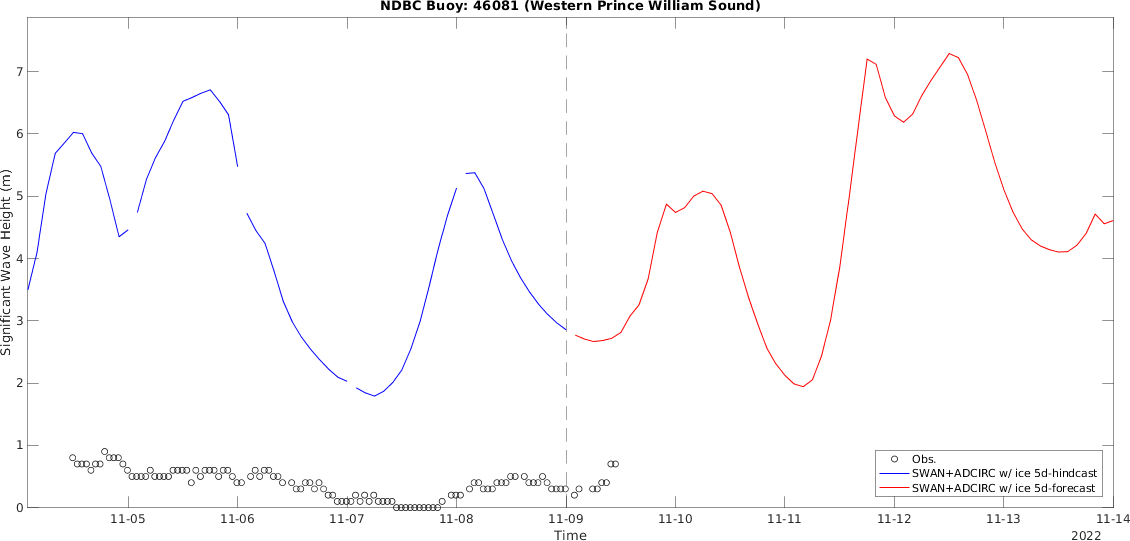 NDBC Buoy: 46081 (Western Prince William Sound)
Significant Wave Height (m)
7
6
5
4
3
2
1
0
Obs.
SWAN+ADCIRC w/ ice 5d-hindcast
SWAN+ADCIRC w/ ice 5d-forecast
11-05 11-06 11-07 11-08 11-09 11-10 11-11 11-12 11-13 11-14
Time
2022